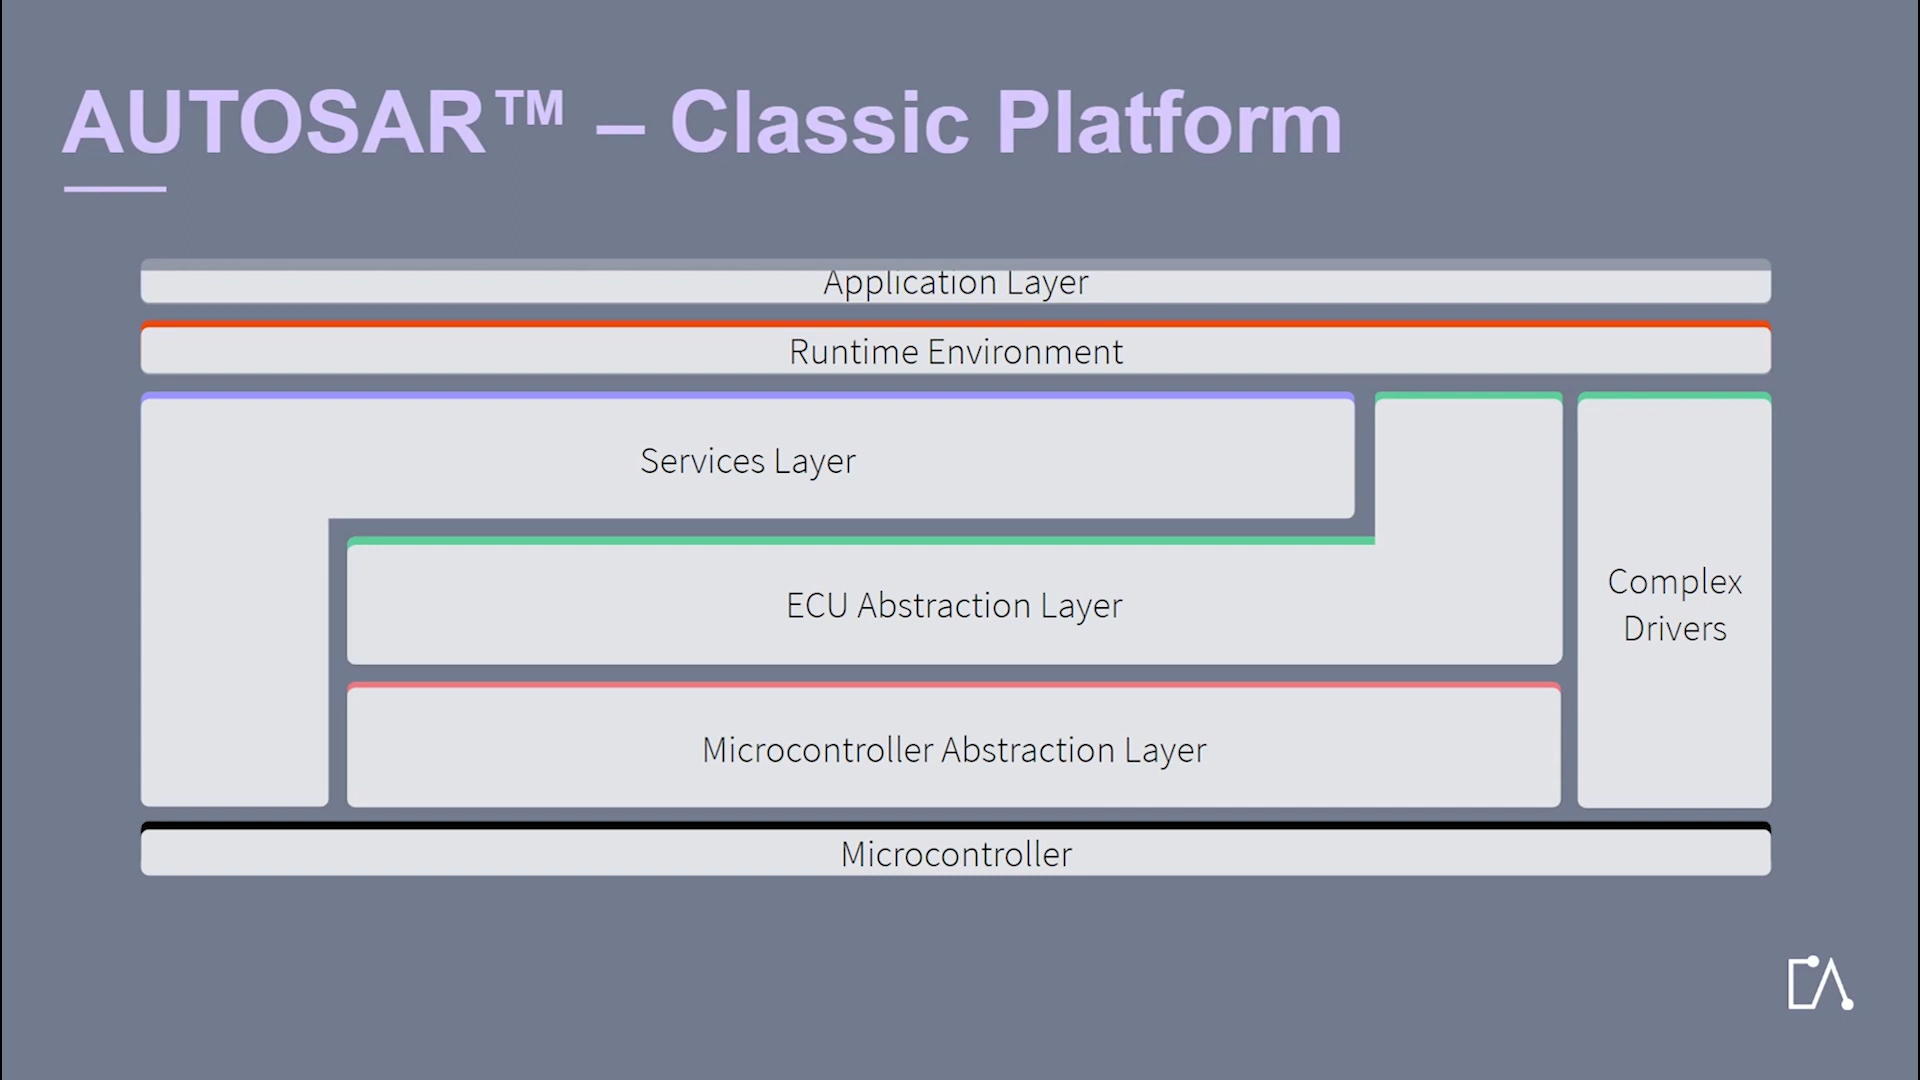 AUTOSAR™ – Classic Platform
Application Layer
Runtime Environment
Services Layer
ECU Abstraction Layer
Complex
Drivers
Microcontroller Abstraction Layer
Microcontroller